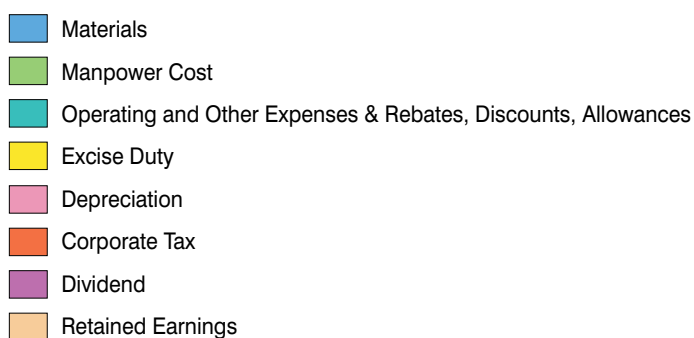 Materials
Manpower Cost
Operating and Other Expenses & Rebates, Discounts, Allowances
Excise Duty
Depreciation
Corporate Tax
Dividend
Retained Earnings